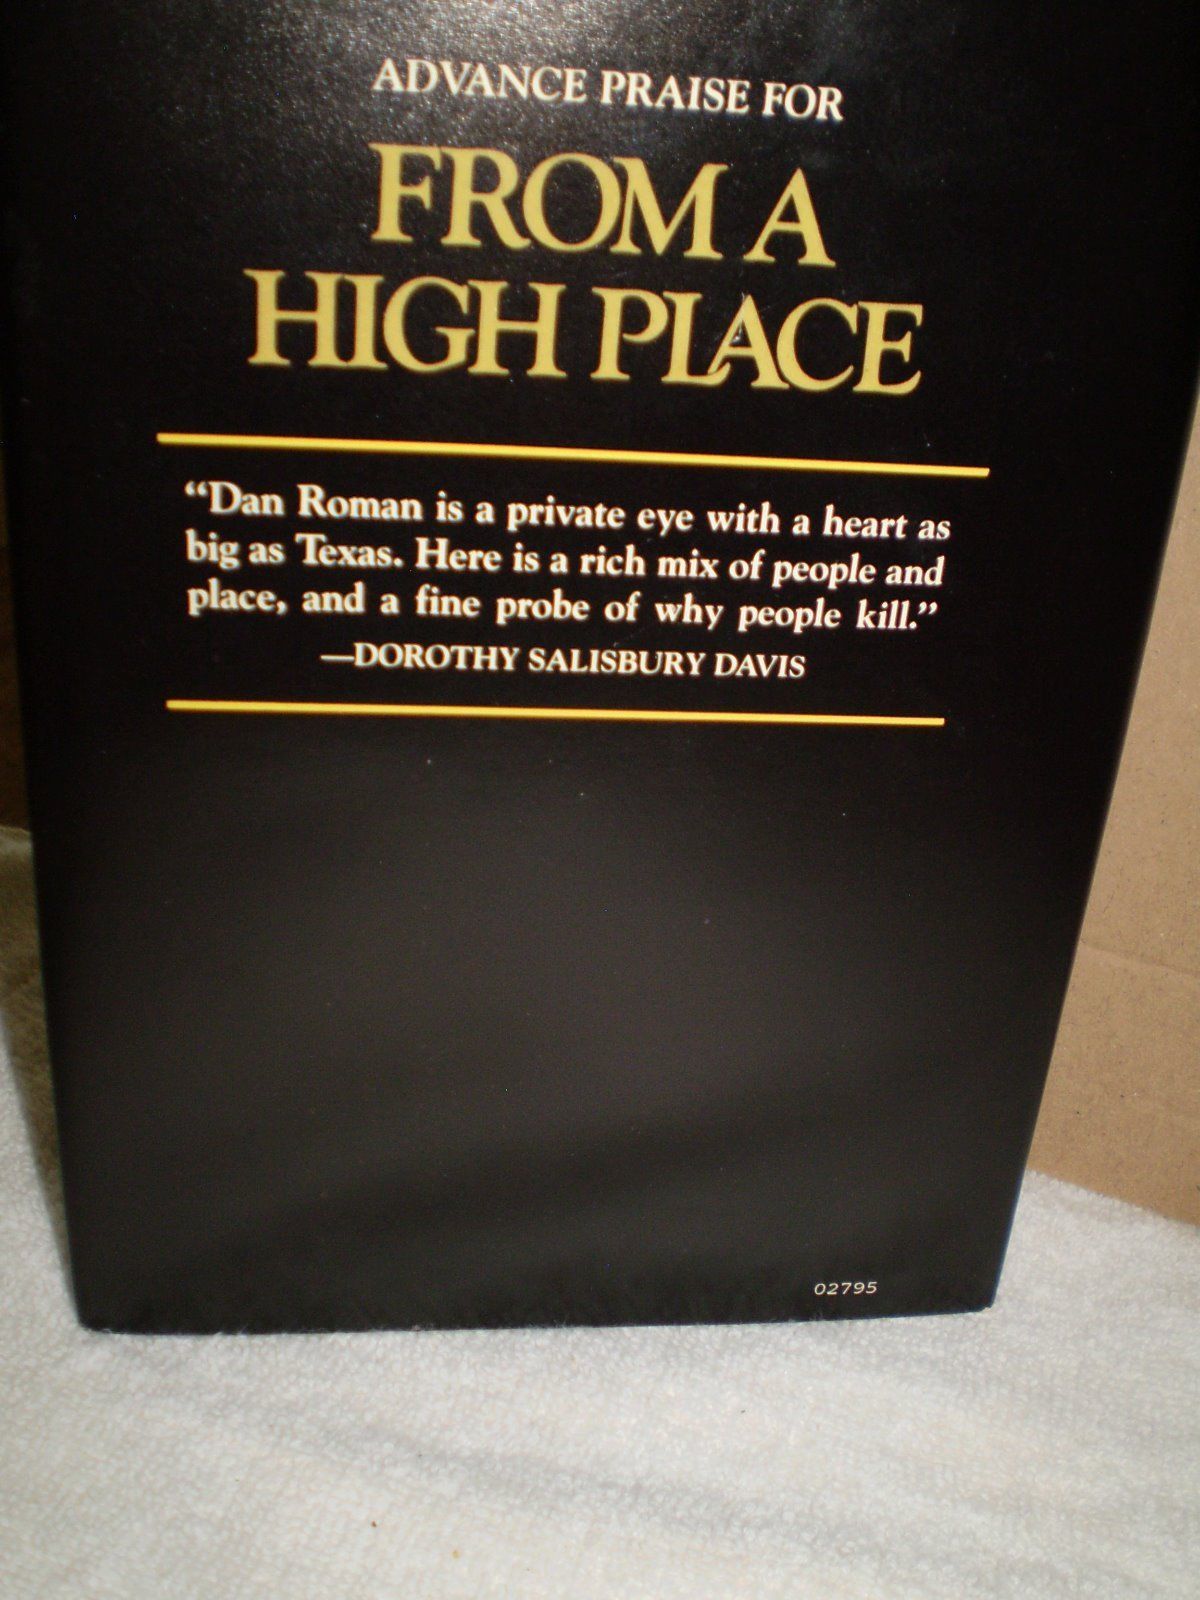 ADVANCE PRAISE FOR
FROM A
HIGH PLACE
“Dan Roman is a private eye with a heart as
big as Texas. Here is a rich mix of people and
place, and a fine probe of why people kill.”
—DOROTHY SALISBURY DAVIS
02795